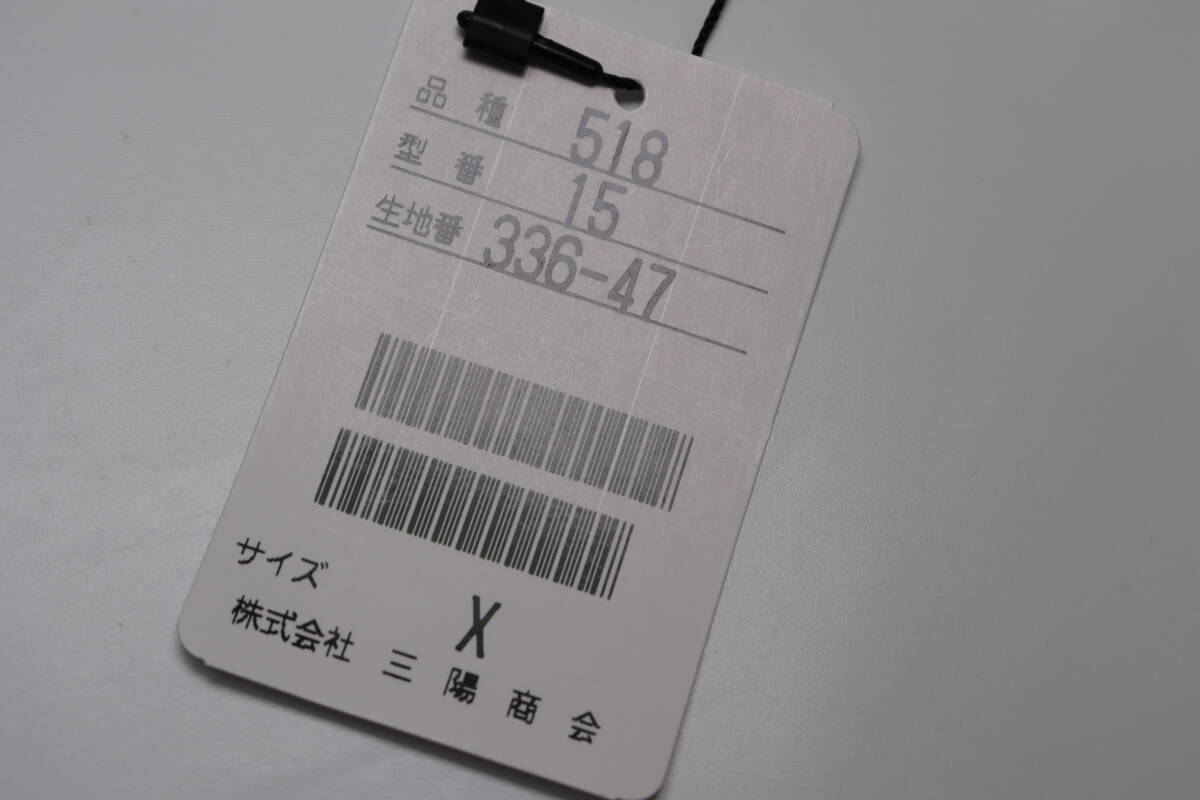 品種 518
型番 15
生地番 336-47
サイズ X
株式会社 三陽商会